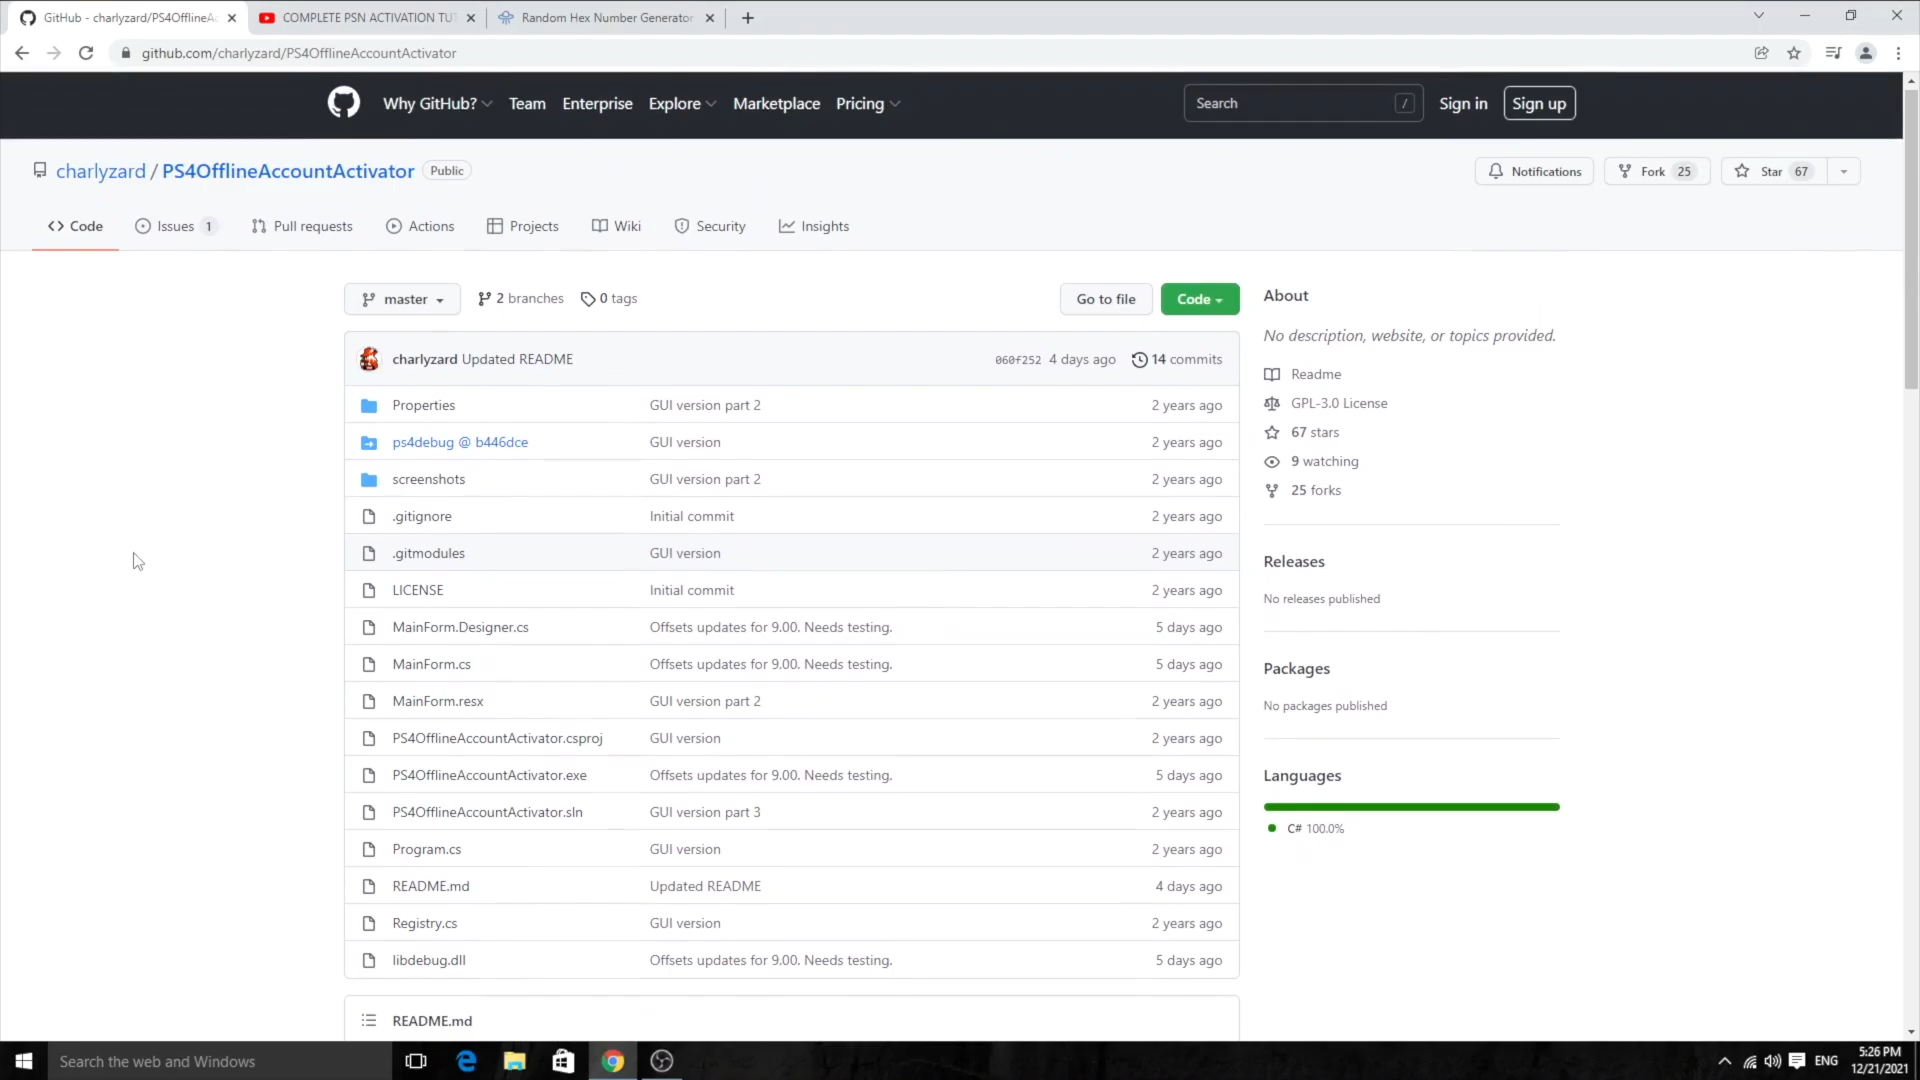 GitHub - charlyzard/PS4OfflineAc
COMPLETE PSN ACTIVATION TUT
Random Hex Number Generator
github.com/charlyzard/PS4OfflineAccountActivator
Why GitHub? Team Enterprise Explore Marketplace Pricing Search / Sign in Sign up
charlyzard / PS4OfflineAccountActivator Public Notifications Fork 25 Star 67
Code Issues 1 Pull requests Actions Projects Wiki Security Insights
master 2 branches 0 tags Go to file Code
charlyzard Updated README 060f252 4 days ago 14 commits
Properties GUI version part 2 2 years ago
ps4debug @ b446dce GUI version 2 years ago
screenshots GUI version part 2 2 years ago
.gitignore Initial commit 2 years ago
.gitmodules GUI version 2 years ago
LICENSE Initial commit 2 years ago
MainForm.Designer.cs Offsets updates for 9.00. Needs testing. 5 days ago
MainForm.cs Offsets updates for 9.00. Needs testing. 5 days ago
MainForm.resx GUI version part 2 2 years ago
PS4OfflineAccountActivator.csproj GUI version 2 years ago
PS4OfflineAccountActivator.exe Offsets updates for 9.00. Needs testing. 5 days ago
PS4OfflineAccountActivator.sln GUI version part 3 2 years ago
Program.cs GUI version 2 years ago
README.md Updated README 4 days ago
Registry.cs GUI version 2 years ago
libdebug.dll Offsets updates for 9.00. Needs testing. 5 days ago
README.md
About
No description, website, or topics provided.
Readme
GPL-3.0 License
67 stars
9 watching
25 forks
Releases
No releases published
Packages
No packages published
Languages
C# 100.0%
Search the web and Windows
ENG
5:26 PM
12/21/2021